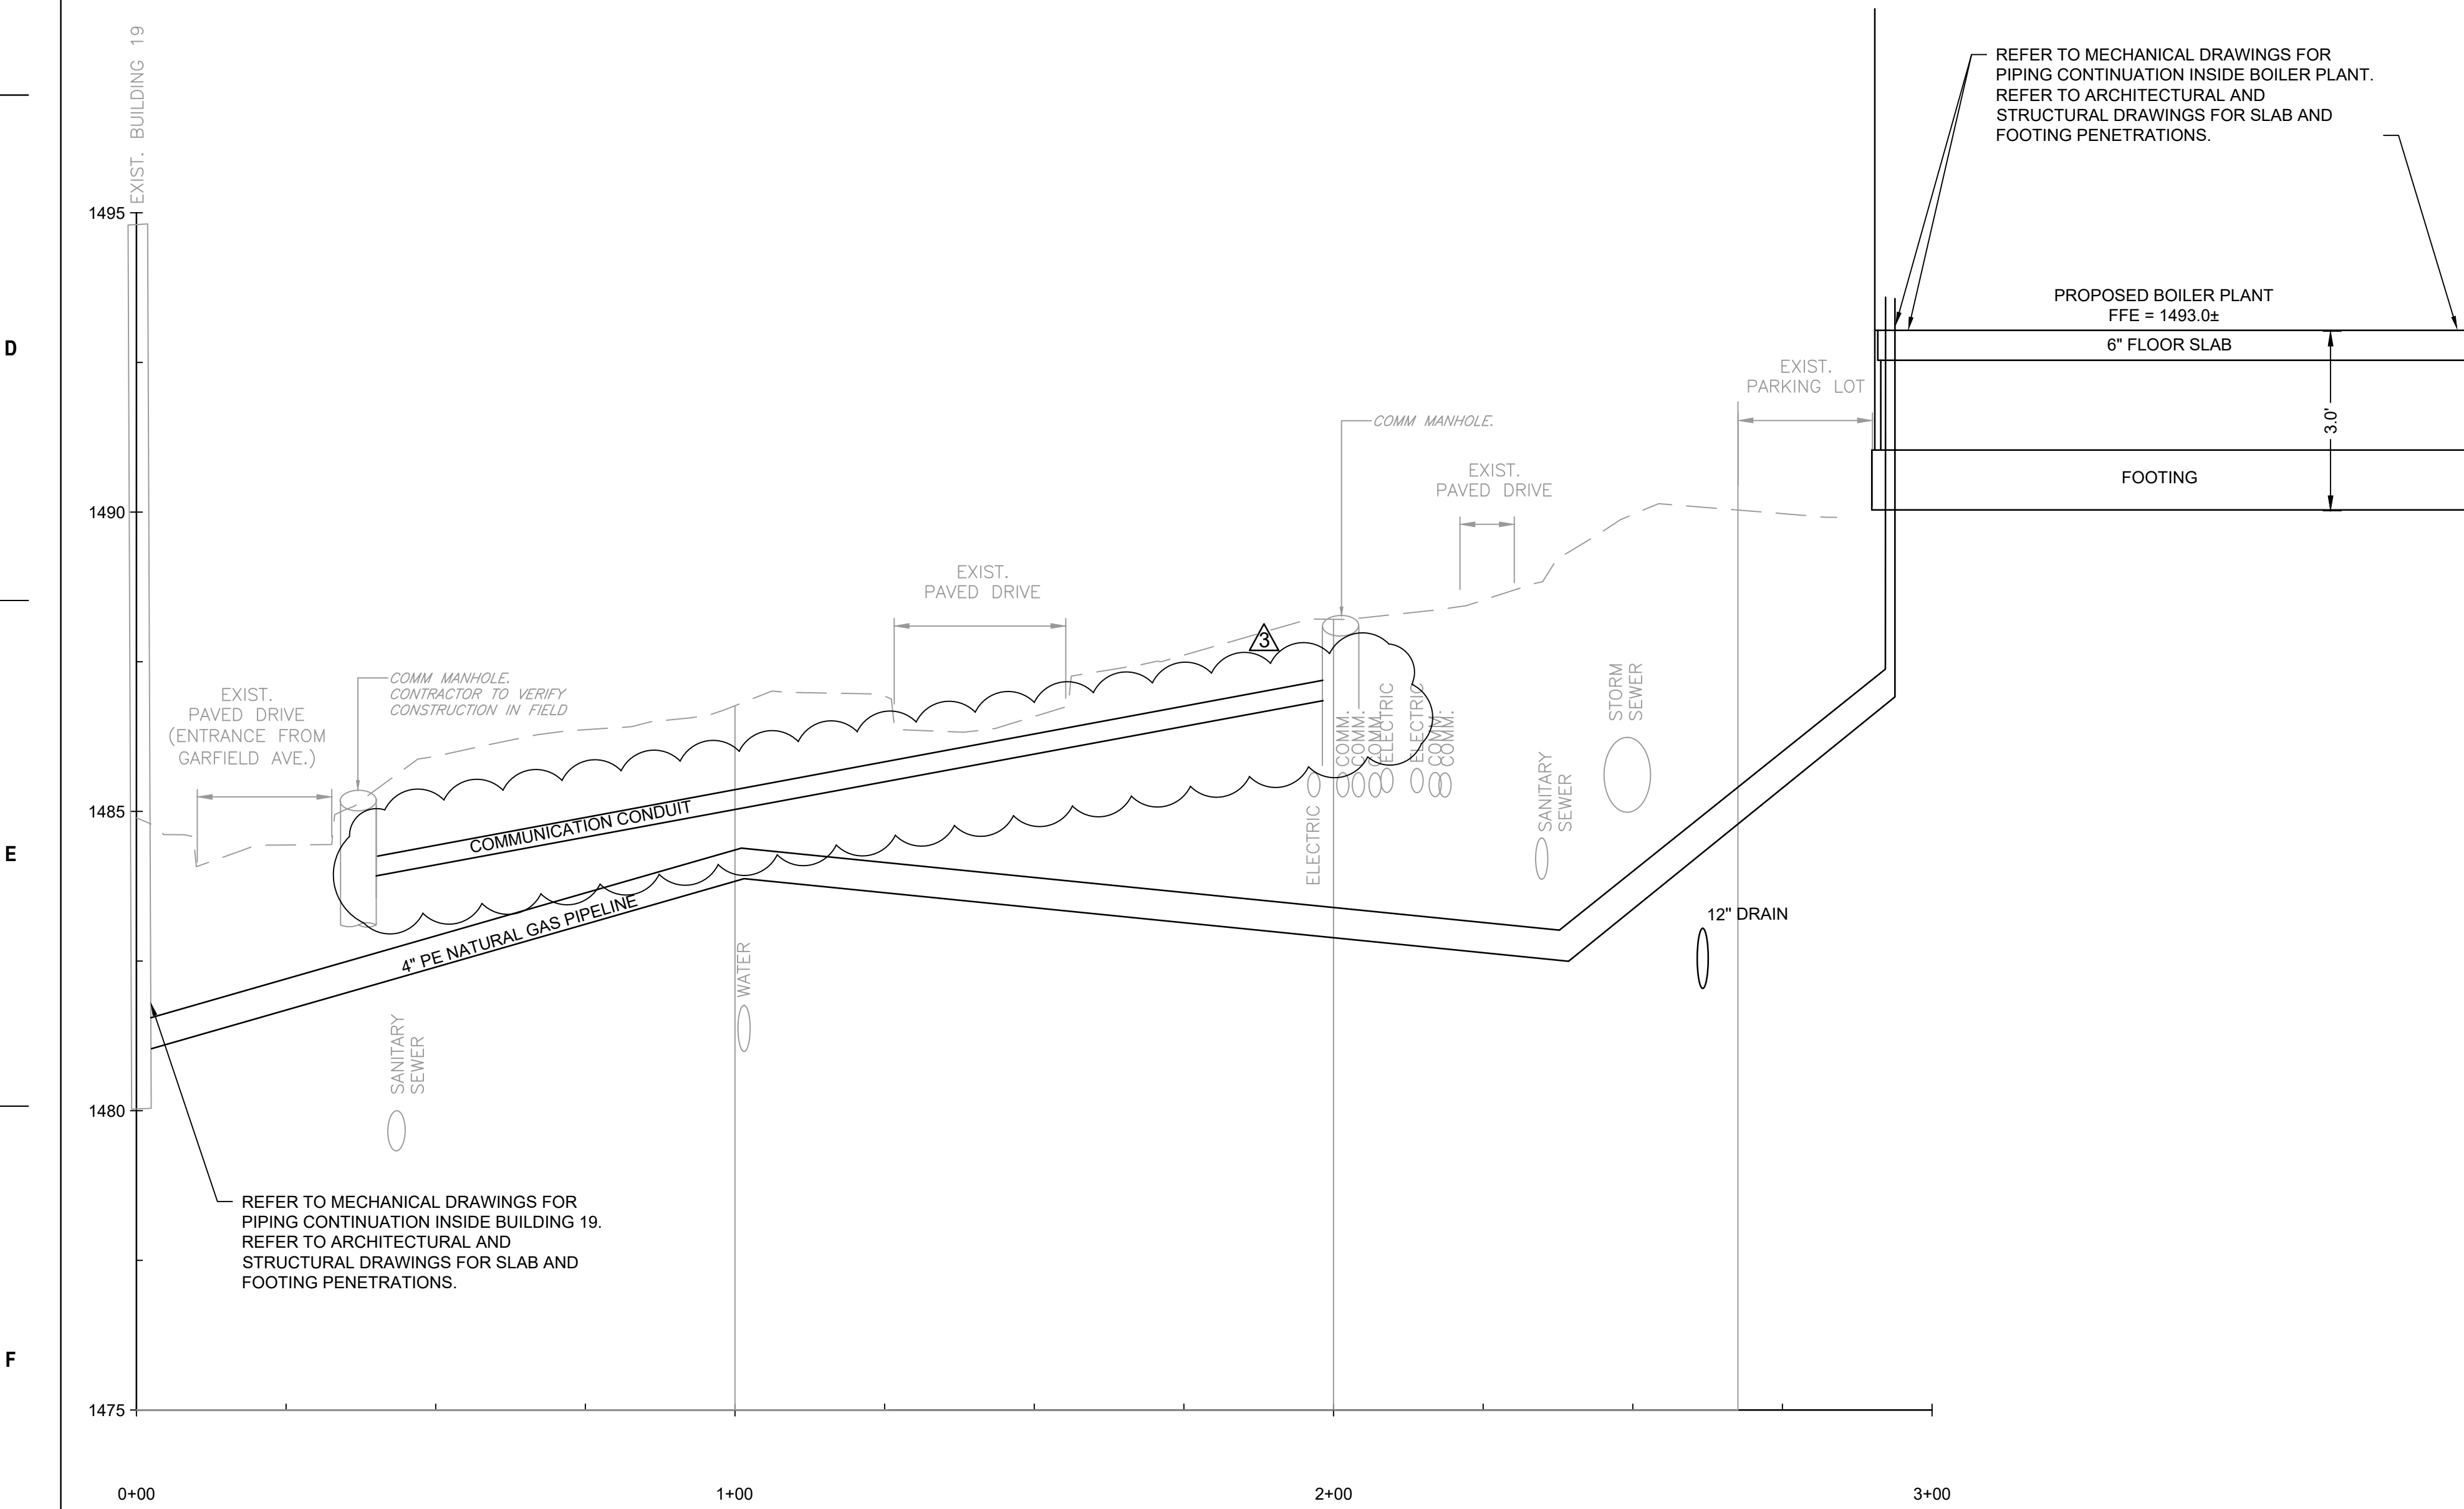 EXIST. BUILDING 19
REFER TO MECHANICAL DRAWINGS FOR
PIPING CONTINUATION INSIDE BOILER PLANT.
REFER TO ARCHITECTURAL AND
STRUCTURAL DRAWINGS FOR SLAB AND
FOOTING PENETRATIONS.
1495
PROPOSED BOILER PLANT
FFE = 1493.0±
D
6" FLOOR SLAB
EXIST.
PARKING LOT
3.0'
COMM MANHOLE.
EXIST.
PAVED DRIVE
FOOTING
1490
EXIST.
PAVED DRIVE
3
COMM MANHOLE.
CONTRACTOR TO VERIFY
CONSTRUCTION IN FIELD
EXIST.
PAVED DRIVE
(ENTRANCE FROM
GARFIELD AVE.)
STORM
SEWER
ELECTRIC
COMM.
COMM.
COMM.
ELECTRIC
ELECTRIC
COMM.
COMM.
SANITARY
SEWER
1485
COMMUNICATION CONDUIT
E
4" PE NATURAL GAS PIPELINE
12" DRAIN
WATER
SANITARY
SEWER
1480
REFER TO MECHANICAL DRAWINGS FOR
PIPING CONTINUATION INSIDE BUILDING 19.
REFER TO ARCHITECTURAL AND
STRUCTURAL DRAWINGS FOR SLAB AND
FOOTING PENETRATIONS.
F
1475
0+00
1+00
2+00
3+00